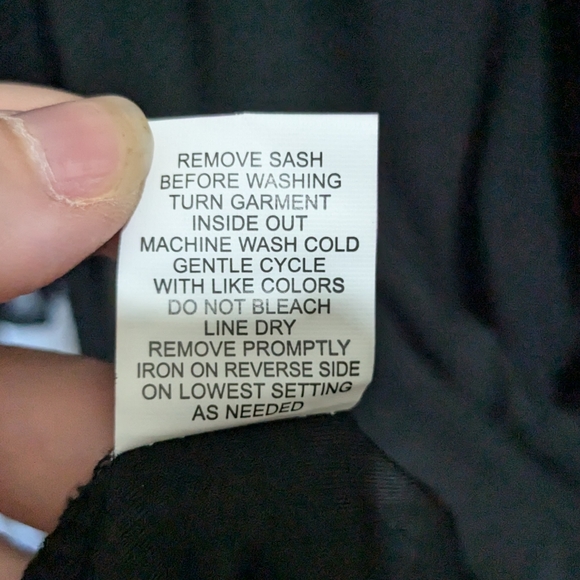 REMOVE SASH
BEFORE WASHING
TURN GARMENT
INSIDE OUT
MACHINE WASH COLD
GENTLE CYCLE
WITH LIKE COLORS
DO NOT BLEACH
LINE DRY
REMOVE PROMPTLY
IRON ON REVERSE SIDE
ON LOWEST SETTING
AS NEEDED